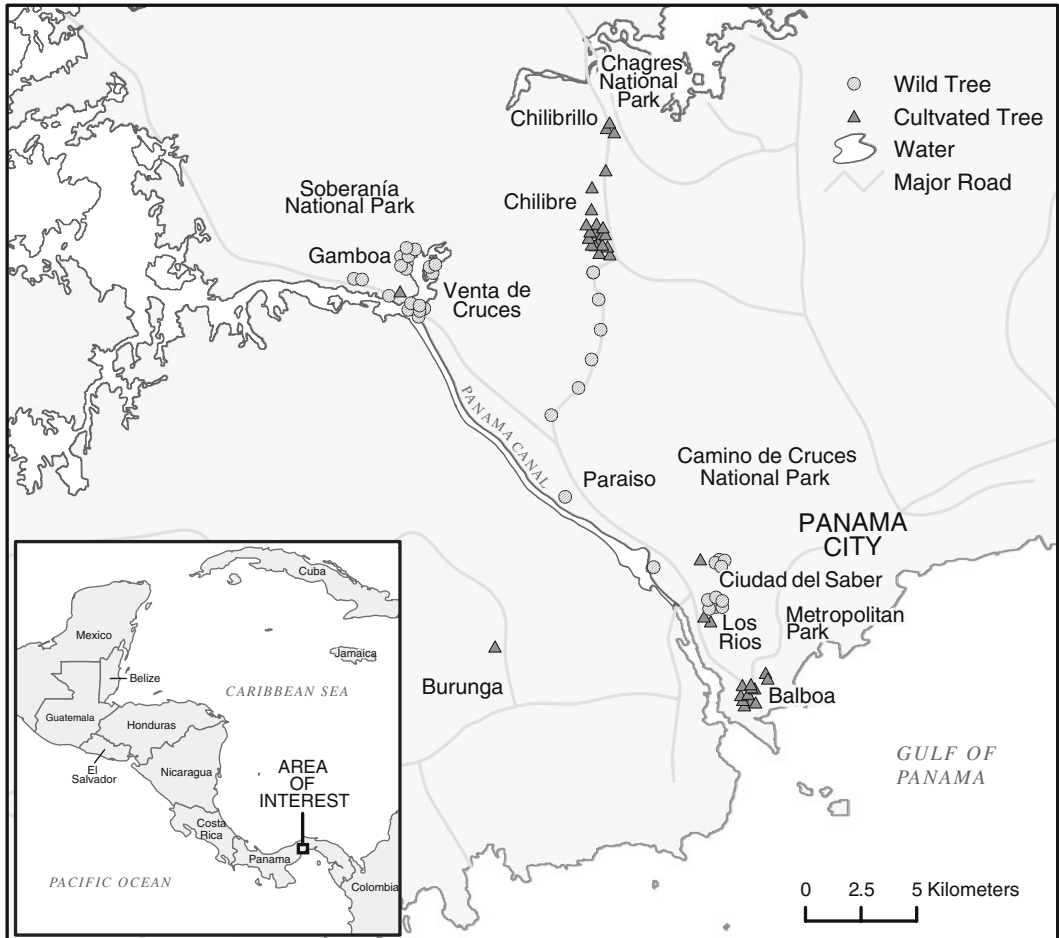 Chagres
National
Park
Chilibrillo
Wild Tree
Cultvated Tree
Water
Major Road
Soberanía
National Park
Chilibre
Gamboa
Venta de
Cruces
PANAMA CANAL
Camino de Cruces
National Park
Paraiso
PANAMA
CITY
Ciudad del Saber
Los
Rios
Metropolitan
Park
Burunga
Balboa
GULF OF
PANAMA
0 2.5 5 Kilometers
Cuba
Mexico
Jamaica
Belize
CARIBBEAN SEA
Guatemala
Honduras
El
Salvador
Nicaragua
AREA
OF
INTEREST
Costa
Rica
Panama
PACIFIC OCEAN
Colombia